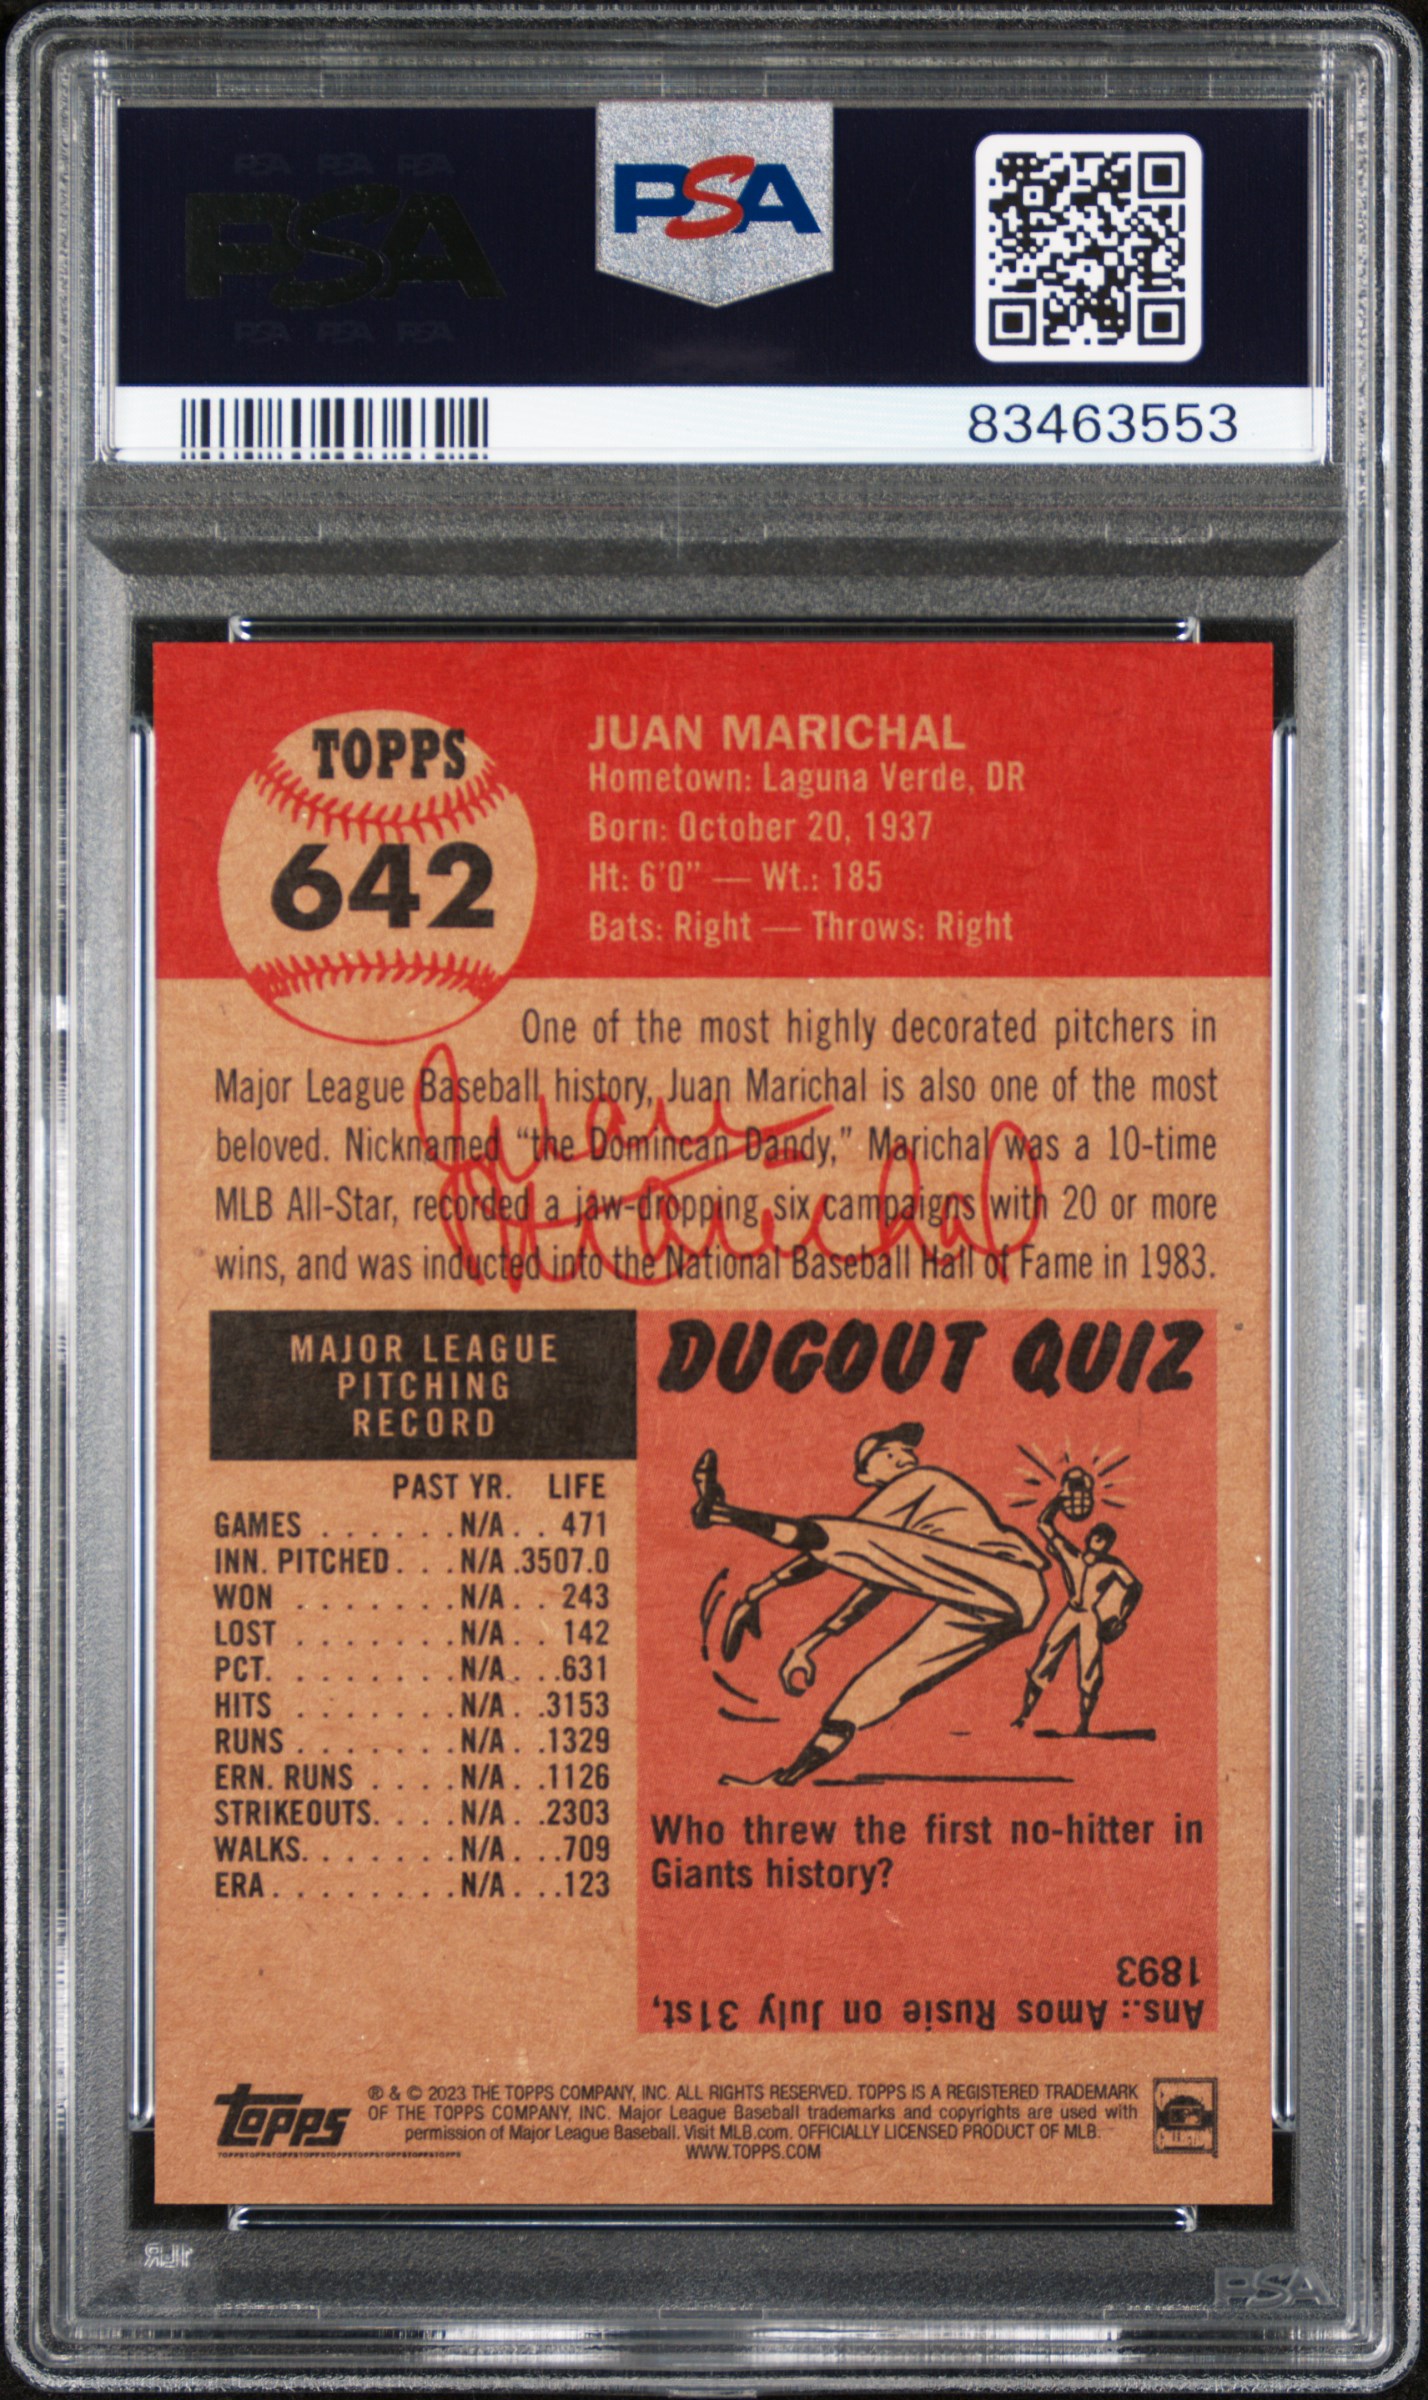 PSA PSA PSA
PSA
PSA PSA PSA
PSA
83463553
TOPPS
642
JUAN MARICHAL
Hometown: Laguna Verde, DR
Born: October 20, 1937
Ht: 6'0" — Wt.: 185
Bats: Right — Throws: Right
One of the most highly decorated pitchers in
Major League Baseball history, Juan Marichal is also one of the most
beloved. Nicknamed “the Domincan Dandy,” Marichal was a 10-time
MLB All-Star, recorded a jaw-dropping six campaigns with 20 or more
wins, and was inducted into the National Baseball Hall of Fame in 1983.
Juan
Marichal
MAJOR LEAGUE
PITCHING
RECORD
PAST YR. LIFE
GAMES . . . . . . N/A . . 471
INN. PITCHED . . . N/A .3507.0
WON . . . . . . . N/A . . 243
LOST . . . . . . . N/A . . 142
PCT. . . . . . . . N/A . . .631
HITS . . . . . . . N/A . .3153
RUNS . . . . . . . N/A . .1329
ERN. RUNS . . . . N/A . .1126
STRIKEOUTS. . . . N/A . .2303
WALKS. . . . . . . N/A . . .709
ERA . . . . . . . . N/A . . .123
DUGOUT QUIZ
Who threw the first no-hitter in
Giants history?
Ans.: Amos Rusie on July 31st,
1893
topps
® & © 2023 THE TOPPS COMPANY, INC. ALL RIGHTS RESERVED. TOPPS IS A REGISTERED TRADEMARK
OF THE TOPPS COMPANY, INC. Major League Baseball trademarks and copyrights are used with
permission of Major League Baseball. Visit MLB.com. OFFICIALLY LICENSED PRODUCT OF MLB.
WWW.TOPPS.COM
PSA